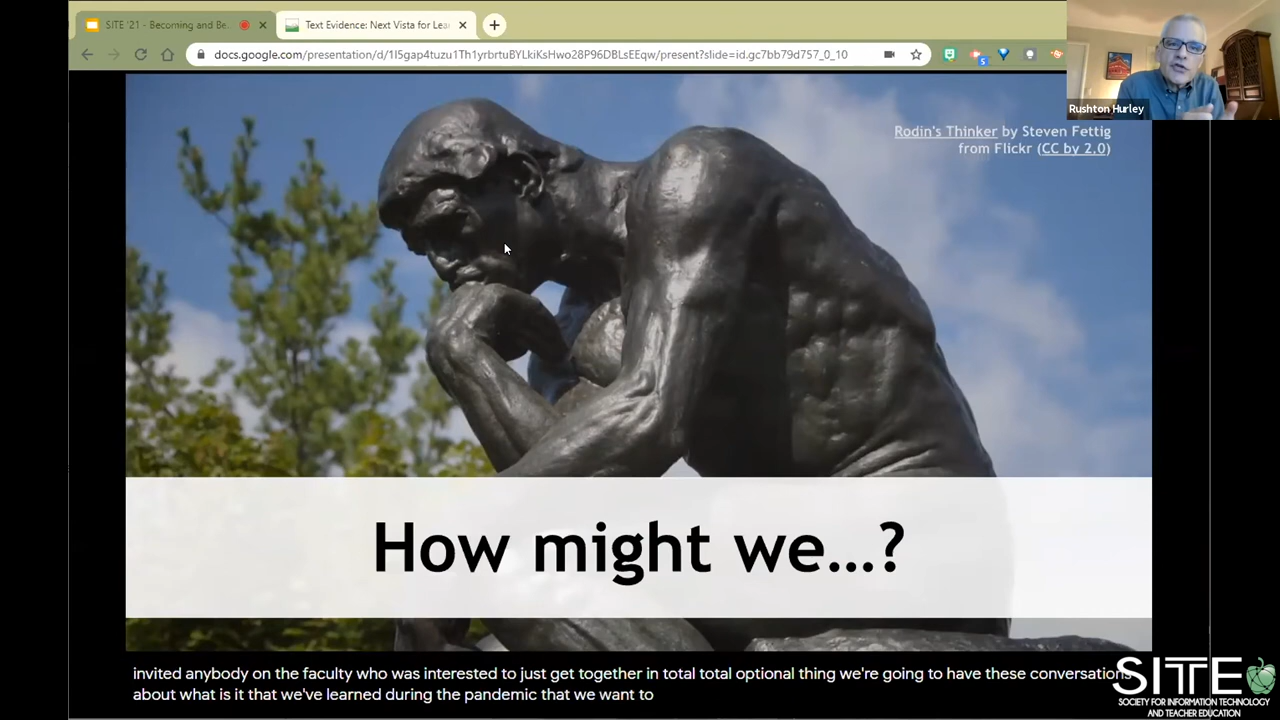 SITE '21 - Becoming and Be
Text Evidence: Next Vista for Lea
docs.google.com/presentation/d/1I5gap4tuzu1Th1yrbrtuBYLkiKsHwo28P96DBLsEEqw/present?slide=id.gc7bb79d757_0_10
5
Rushton Hurley
Rodin's Thinker by Steven Fettig
from Flickr (CC by 2.0)
How might we...?
invited anybody on the faculty who was interested to just get together in total total optional thing we're going to have these conversations
about what is it that we've learned during the pandemic that we want to
SITE
SOCIETY FOR INFORMATION TECHNOLOGY
AND TEACHER EDUCATION